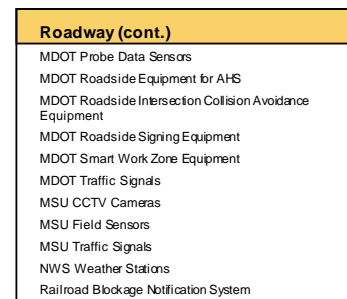 Roadway (cont.)
MDOT Probe Data Sensors
MDOT Roadside Equipment for AHS
MDOT Roadside Intersection Collision Avoidance
Equipment
MDOT Roadside Signing Equipment
MDOT Smart Work Zone Equipment
MDOT Traffic Signals
MSU CCTV Cameras
MSU Field Sensors
MSU Traffic Signals
NWS Weather Stations
Railroad Blockage Notification System